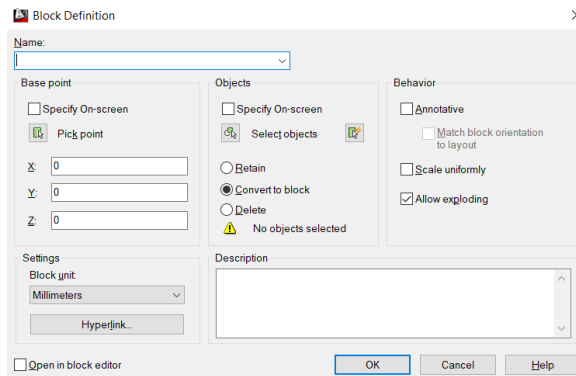 Block Definition
Name:
Base point
Specify On-screen
Pick point
X: 0
Y: 0
Z: 0
Objects
Specify On-screen
Select objects
Retain
Convert to block
Delete
No objects selected
Behavior
Annotative
Match block orientation
to layout
Scale uniformly
Allow exploding
Settings
Block unit:
Millimeters
Hyperlink...
Description
Open in block editor
OK
Cancel
Help